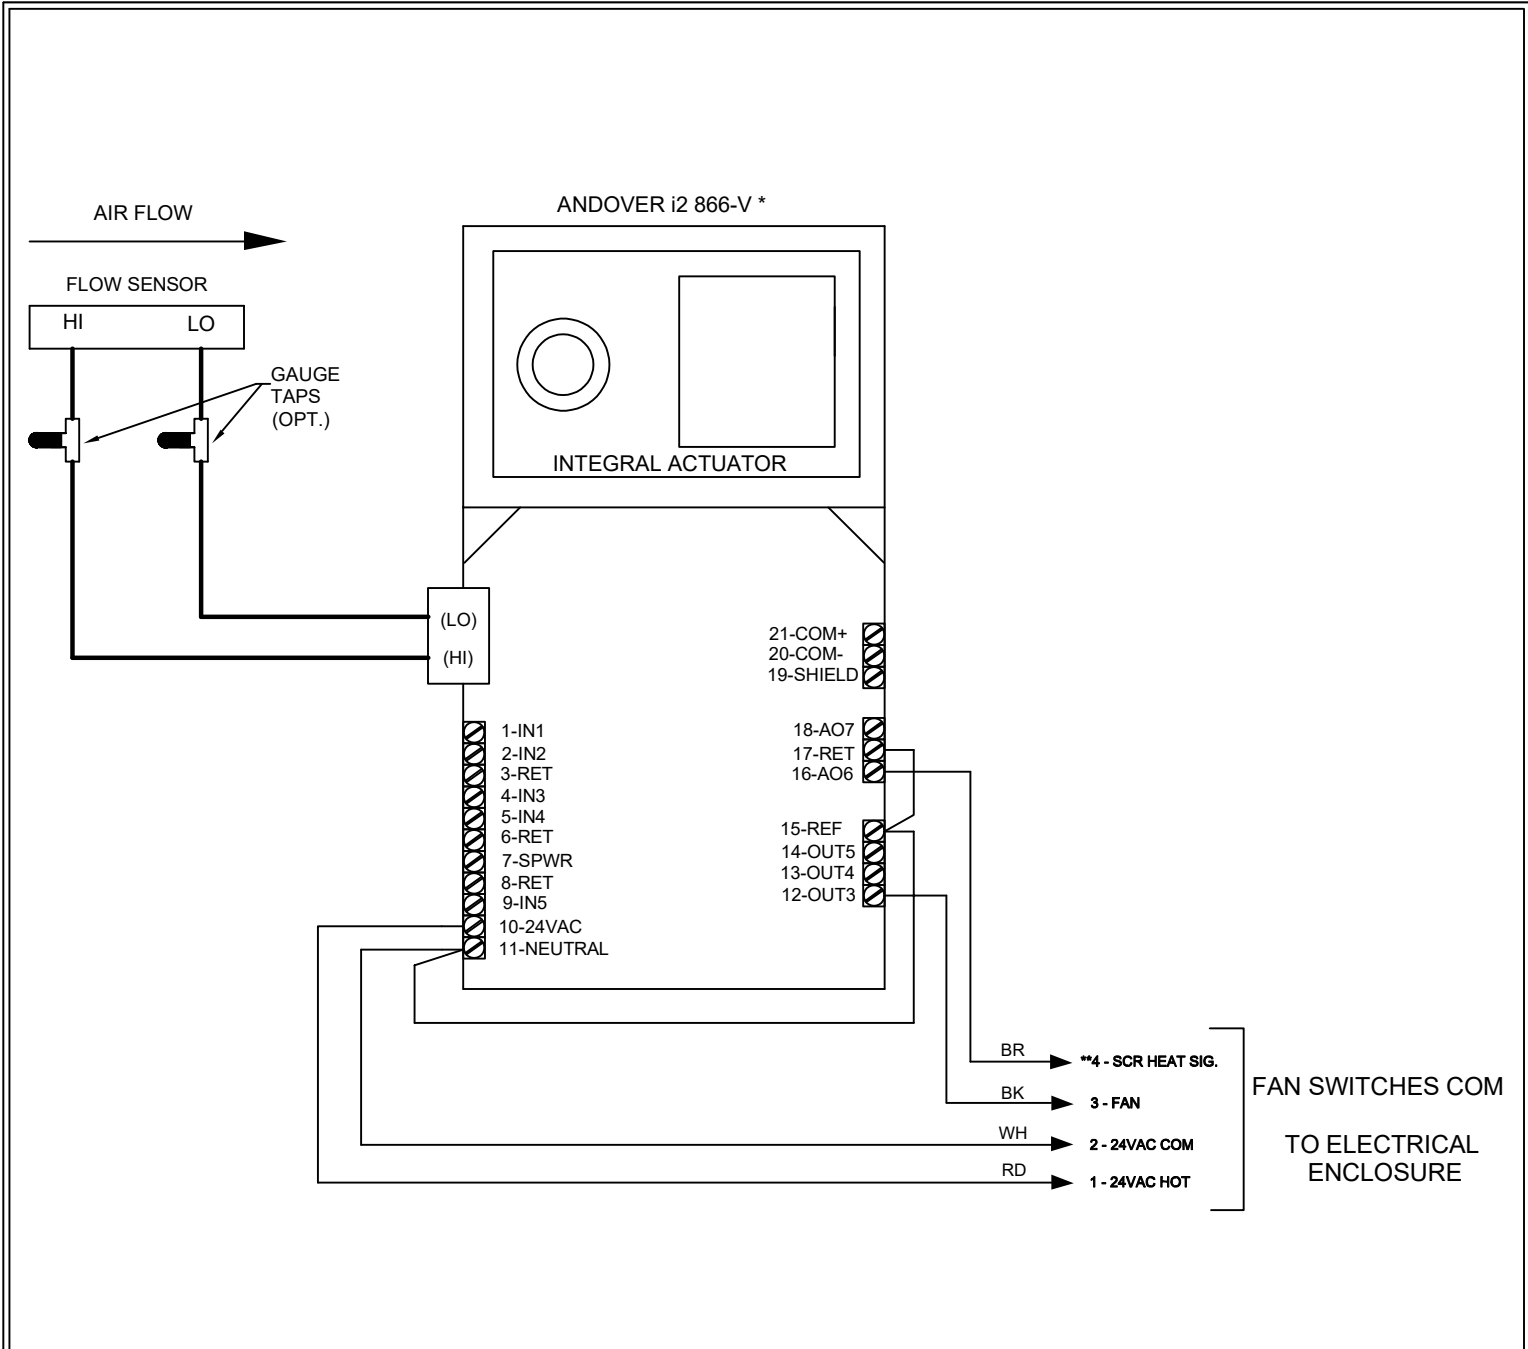 ANDOVER i2 866-V *
AIR FLOW
FLOW SENSOR
HI
LO
GAUGE
TAPS
(OPT.)
INTEGRAL ACTUATOR
(LO)
(HI)
21-COM+
20-COM-
19-SHIELD
1-IN1
2-IN2
3-RET
4-IN3
5-IN4
6-RET
7-SPWR
8-RET
9-IN5
10-24VAC
11-NEUTRAL
18-AO7
17-RET
16-AO6
15-REF
14-OUT5
13-OUT4
12-OUT3
BR
**4 - SCR HEAT SIG.
BK
3 - FAN
WH
2 - 24VAC COM
RD
1 - 24VAC HOT
FAN SWITCHES COM
TO ELECTRICAL
ENCLOSURE